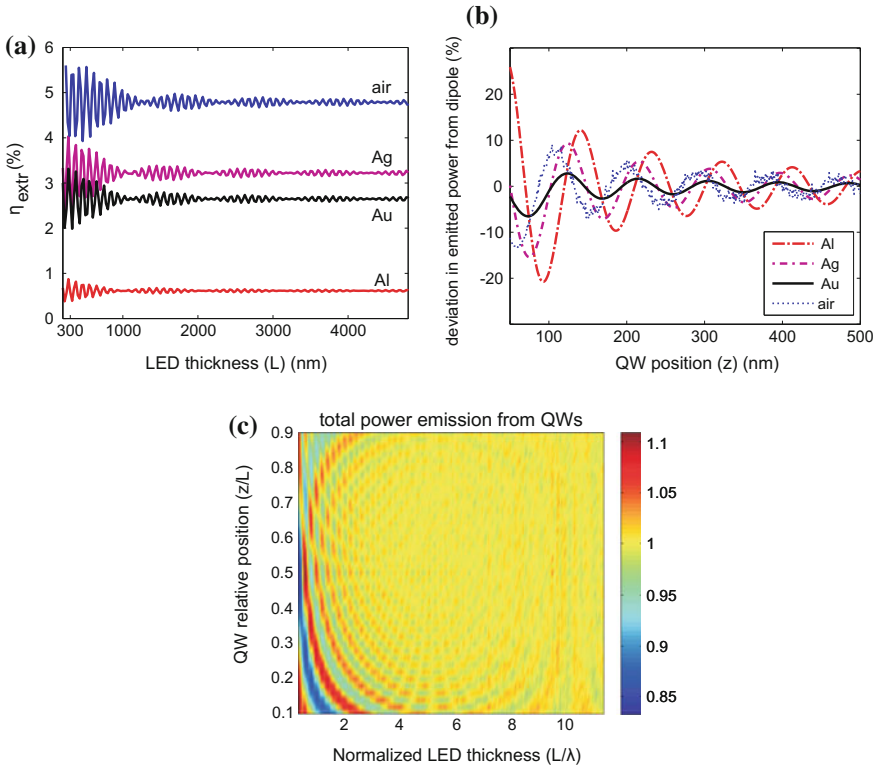 (a)
6
5
4
3
2
1
0
η extr (%)
air
Ag
Au
Al
300 1000 2000 3000 4000
LED thickness (L) (nm)
(b)
deviation in emitted power from dipole (%)
20
10
0
-10
-20
Al
Ag
Au
air
100 200 300 400 500
QW position (z) (nm)
(c)
total power emission from QWs
QW relative position (z/L)
0.9
0.8
0.7
0.6
0.5
0.4
0.3
0.2
0.1
2 4 6 8 10
Normalized LED thickness (L/λ)
1.1
1.05
1
0.95
0.9
0.85